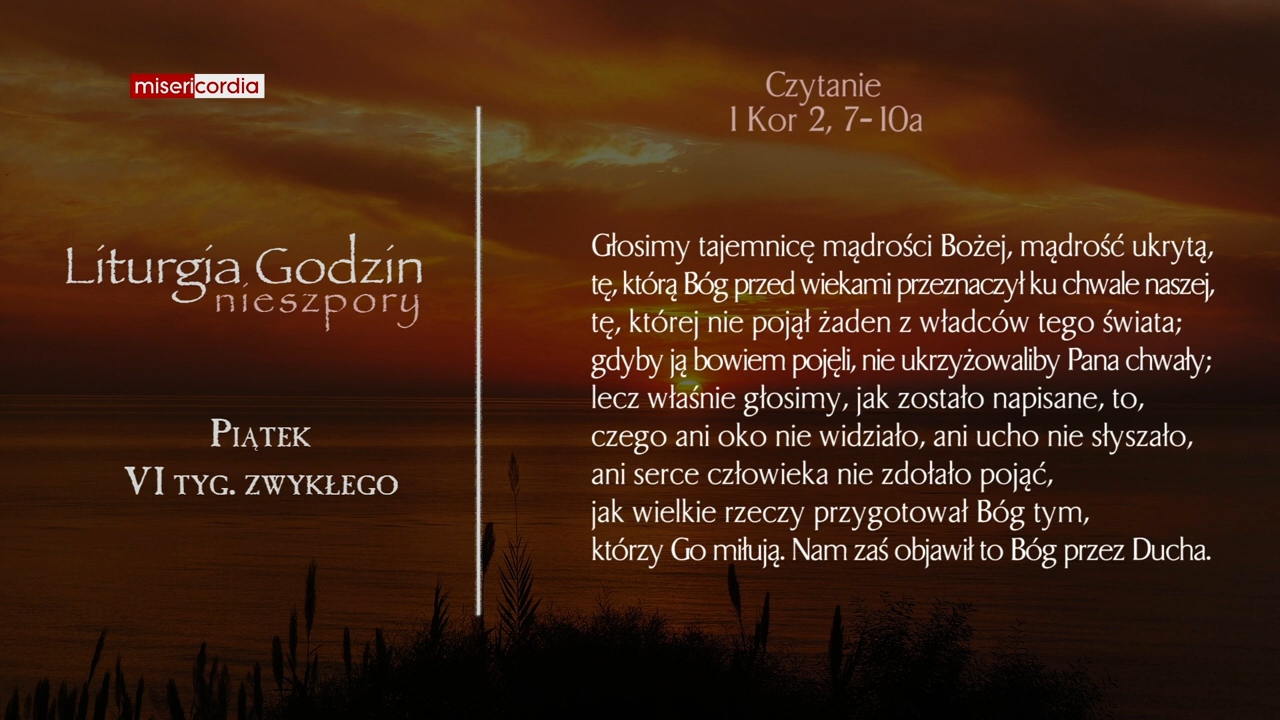 misericordia
Liturgia Godzin
nieszpory
Piątek
VI tyg. zwykłego
Czytanie
1 Kor 2, 7-10a
Głosimy tajemnicę mądrości Bożej, mądrość ukrytą,
tę, którą Bóg przed wiekami przeznaczył ku chwale naszej,
tę, której nie pojął żaden z władców tego świata;
gdyby ją bowiem pojęli, nie ukrzyżowaliby Pana chwały;
lecz właśnie głosimy, jak zostało napisane, to,
czego ani oko nie widziało, ani ucho nie słyszało,
ani serce człowieka nie zdołało pojąć,
jak wielkie rzeczy przygotował Bóg tym,
którzy Go miłują. Nam zaś objawił to Bóg przez Ducha.